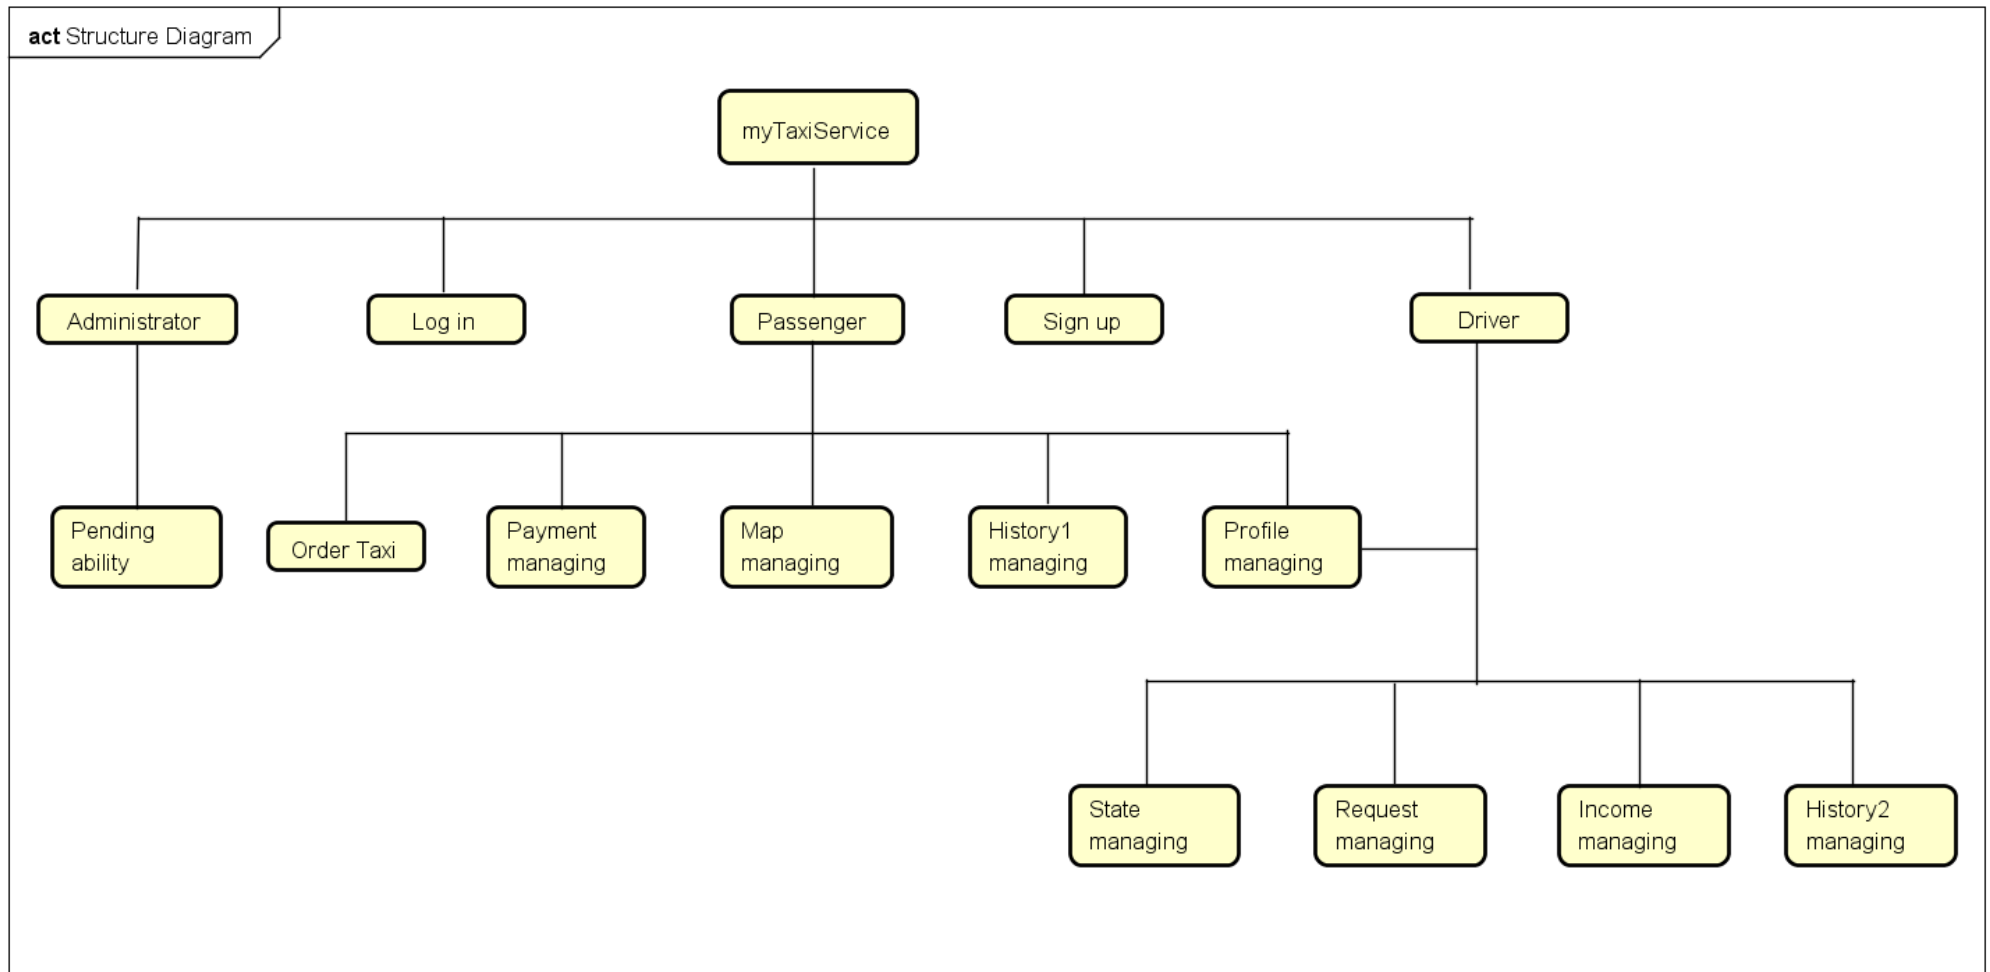 act Structure Diagram
myTaxiService
Administrator
Log in
Passenger
Sign up
Driver
Pending
ability
Order Taxi
Payment
managing
Map
managing
History1
managing
Profile
managing
State
managing
Request
managing
Income
managing
History2
managing